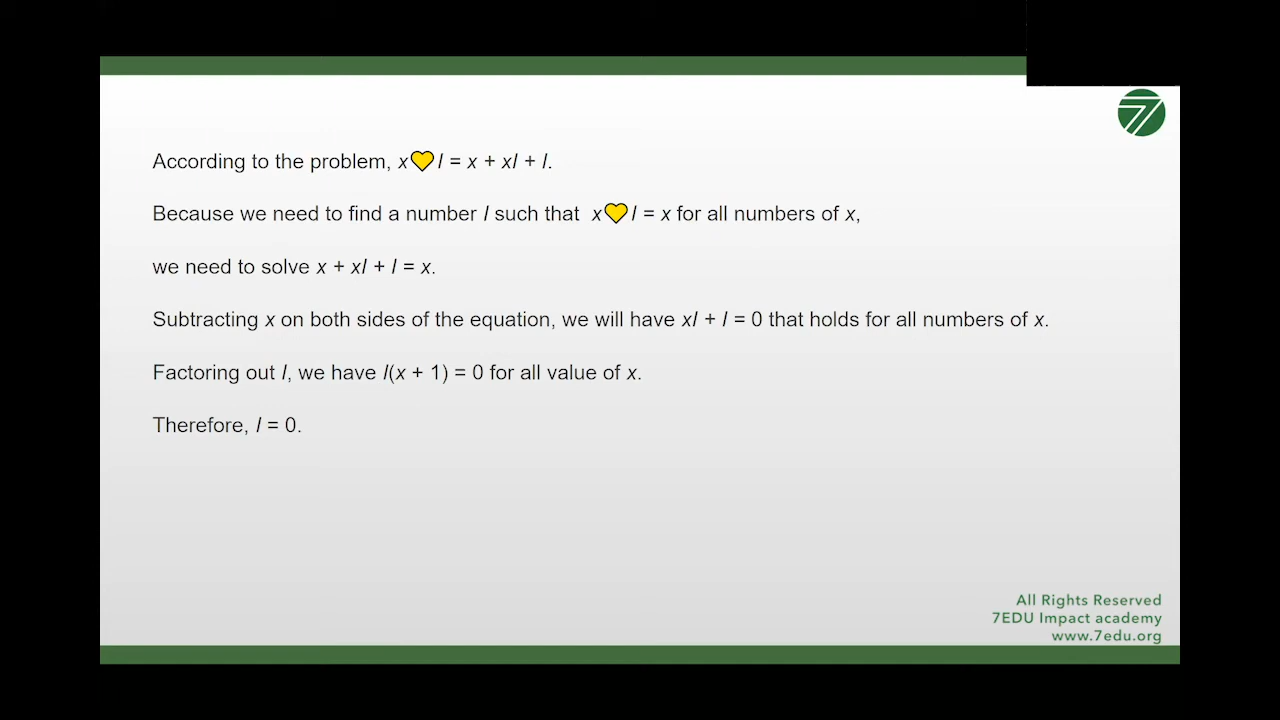 According to the problem, x💛I = x + xI + I.
Because we need to find a number I such that x💛I = x for all numbers of x,
we need to solve x + xI + I = x.
Subtracting x on both sides of the equation, we will have xI + I = 0 that holds for all numbers of x.
Factoring out I, we have I(x + 1) = 0 for all value of x.
Therefore, I = 0.
All Rights Reserved
7EDU Impact academy
www.7edu.org